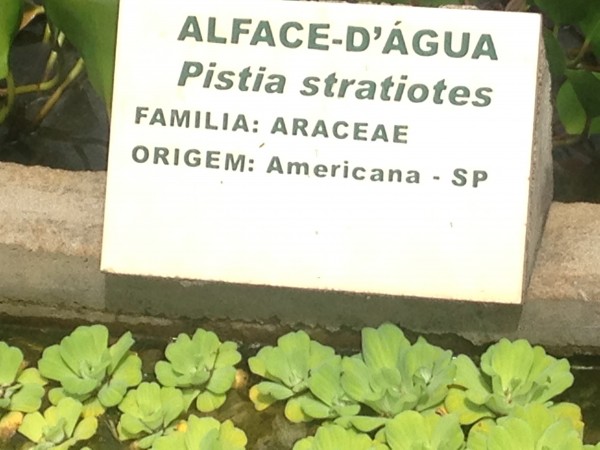 ALFACE-D'ÁGUA
Pistia stratiotes
FAMILIA: ARACEAE
ORIGEM: Americana - SP